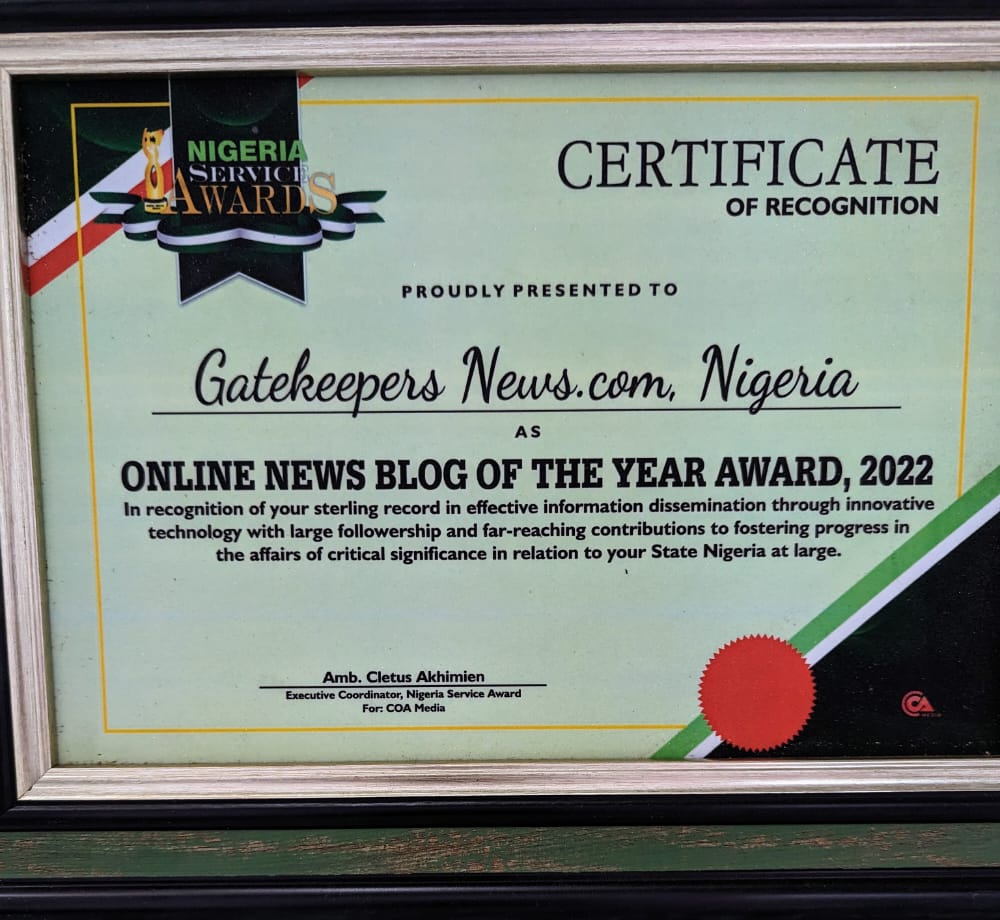 NIGERIA
SERVICE
AWARDS
CERTIFICATE
OF RECOGNITION
PROUDLY PRESENTED TO
Gatekeepers News.com, Nigeria
AS
ONLINE NEWS BLOG OF THE YEAR AWARD, 2022
In recognition of your sterling record in effective information dissemination through innovative
technology with large followership and far-reaching contributions to fostering progress in
the affairs of critical significance in relation to your State Nigeria at large.
Amb. Cletus Akhimien
Executive Coordinator, Nigeria Service Award
For: COA Media